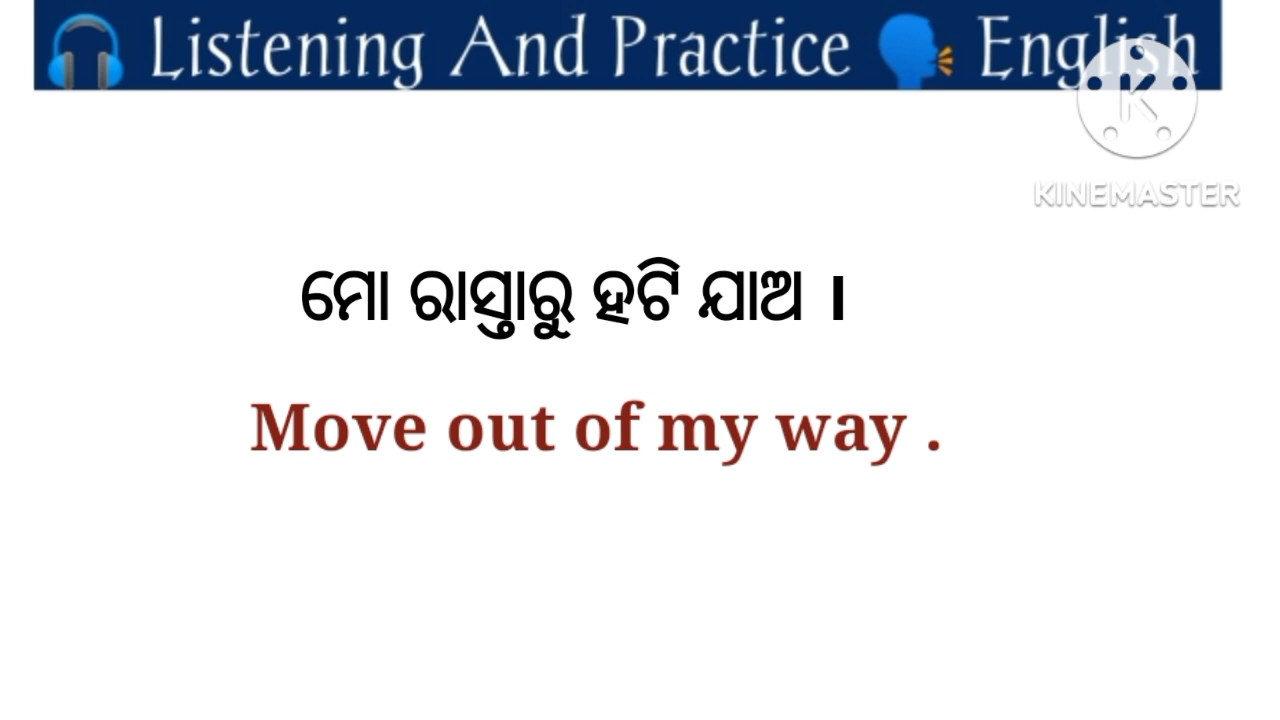 Listening And Practice English
KINEMASTER
ମୋ ରାସ୍ତାରୁ ହଟି ଯାଅ ।
Move out of my way .